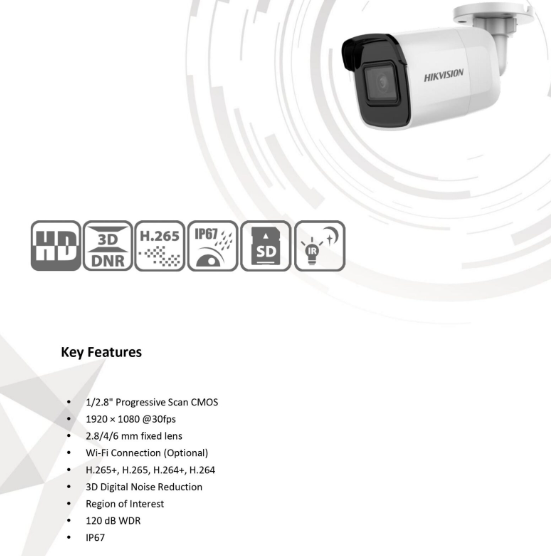 HIKVISION
HD
3D
DNR
H.265
IP67
SD
IR
Key Features
• 1/2.8" Progressive Scan CMOS
• 1920 × 1080 @30fps
• 2.8/4/6 mm fixed lens
• Wi-Fi Connection (Optional)
• H.265+, H.265, H.264+, H.264
• 3D Digital Noise Reduction
• Region of Interest
• 120 dB WDR
• IP67